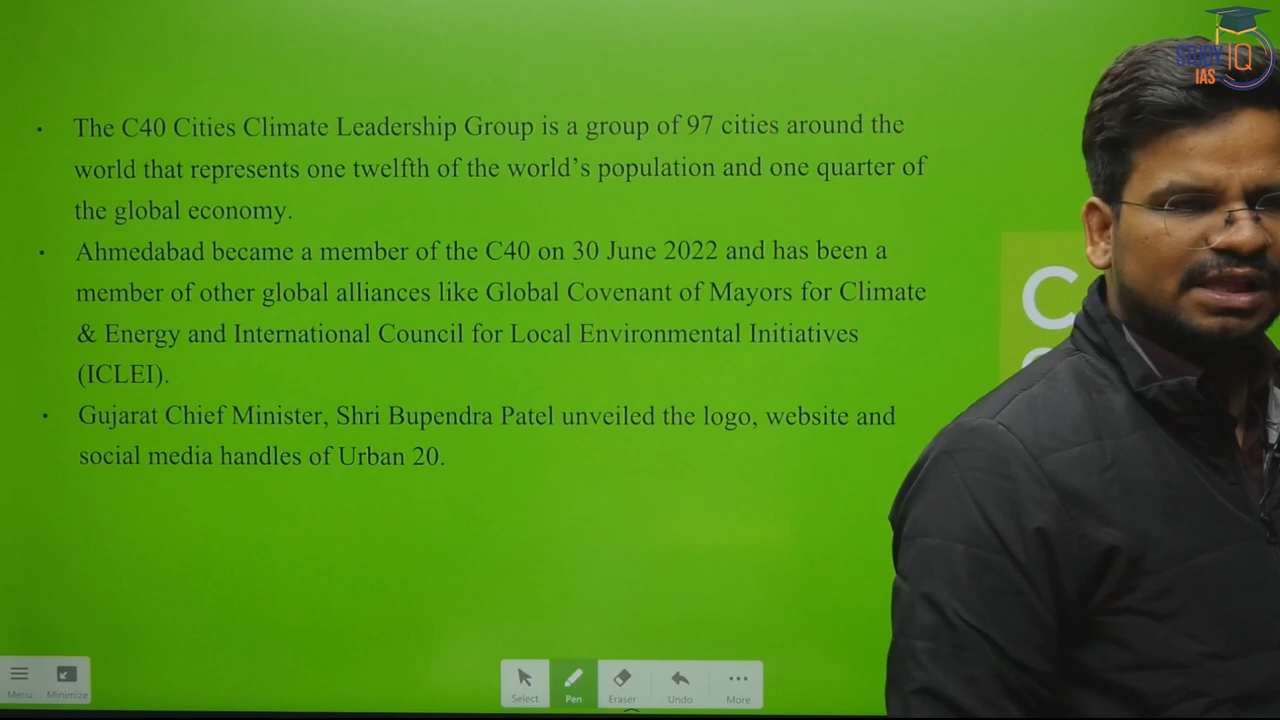 STUDY IQ
IAS
• The C40 Cities Climate Leadership Group is a group of 97 cities around the
world that represents one twelfth of the world’s population and one quarter of
the global economy.
• Ahmedabad became a member of the C40 on 30 June 2022 and has been a
member of other global alliances like Global Covenant of Mayors for Climate
& Energy and International Council for Local Environmental Initiatives
(ICLEI).
• Gujarat Chief Minister, Shri Bupendra Patel unveiled the logo, website and
social media handles of Urban 20.
C
Menu Minimize Select Pen Eraser Undo More